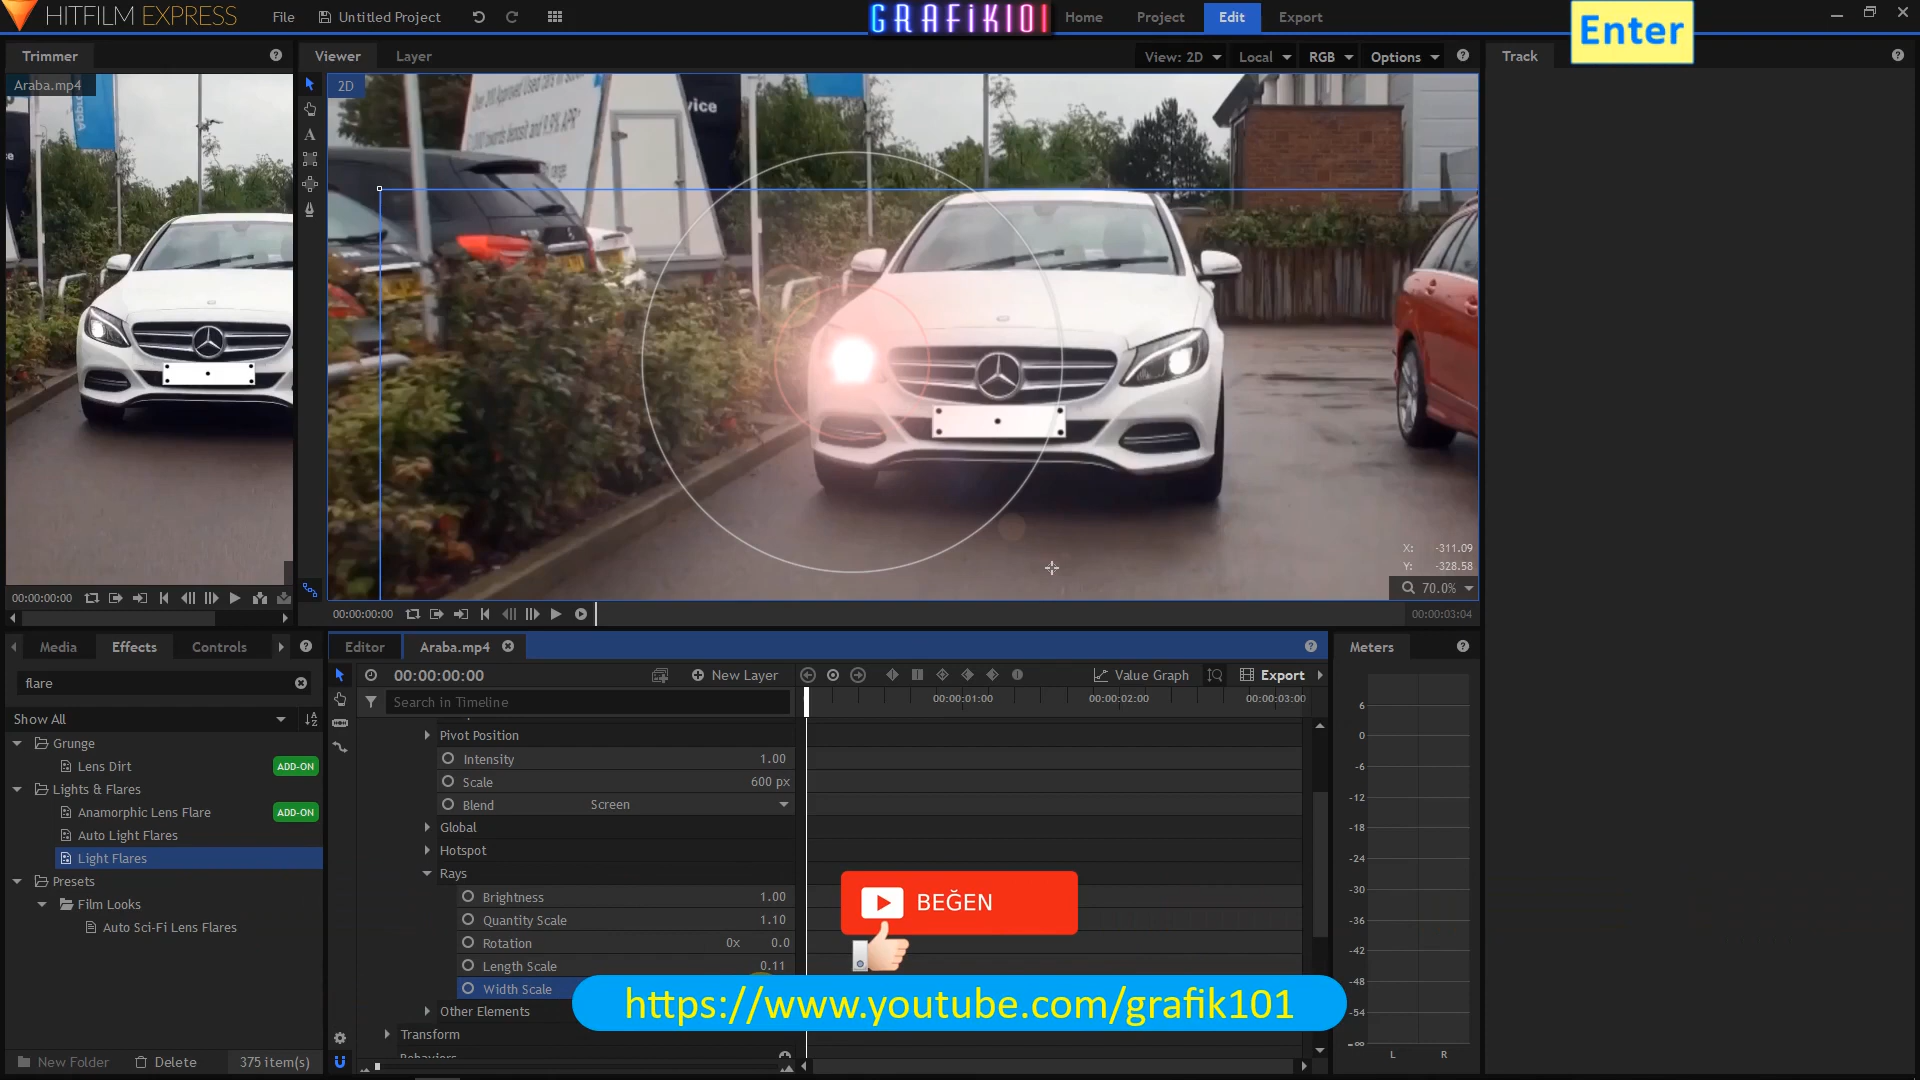 HITFILM EXPRESS
File
Untitled Project
GRAFiK101
Home
Project
Edit
Export
Enter
Trimmer
Viewer
Layer
View: 2D
Local
RGB
Options
Track
Araba.mp4
2D
vice
X: -311.09
Y: -328.58
70.0%
00:00:00:00
00:00:00:00
00:00:03:04
Media
Effects
Controls
flare
Show All
Grunge
Lens Dirt
ADD-ON
Lights & Flares
Anamorphic Lens Flare
ADD-ON
Auto Light Flares
Light Flares
Presets
Film Looks
Auto Sci-Fi Lens Flares
New Folder
Delete
375 item(s)
Editor
Araba.mp4
00:00:00:00
New Layer
Value Graph
Export
Search in Timeline
00:00:01:00
00:00:02:00
00:00:03:00
Pivot Position
Intensity 1.00
Scale 600 px
Blend Screen
Global
Hotspot
Rays
Brightness 1.00
Quantity Scale 1.10
Rotation 0x 0.0
Length Scale 0.11
Width Scale
Other Elements
Transform
Behaviors
BEĞEN
https://www.youtube.com/grafik101
Meters
6
0
-6
-12
-18
-24
-30
-36
-42
-48
-54
-∞
L R